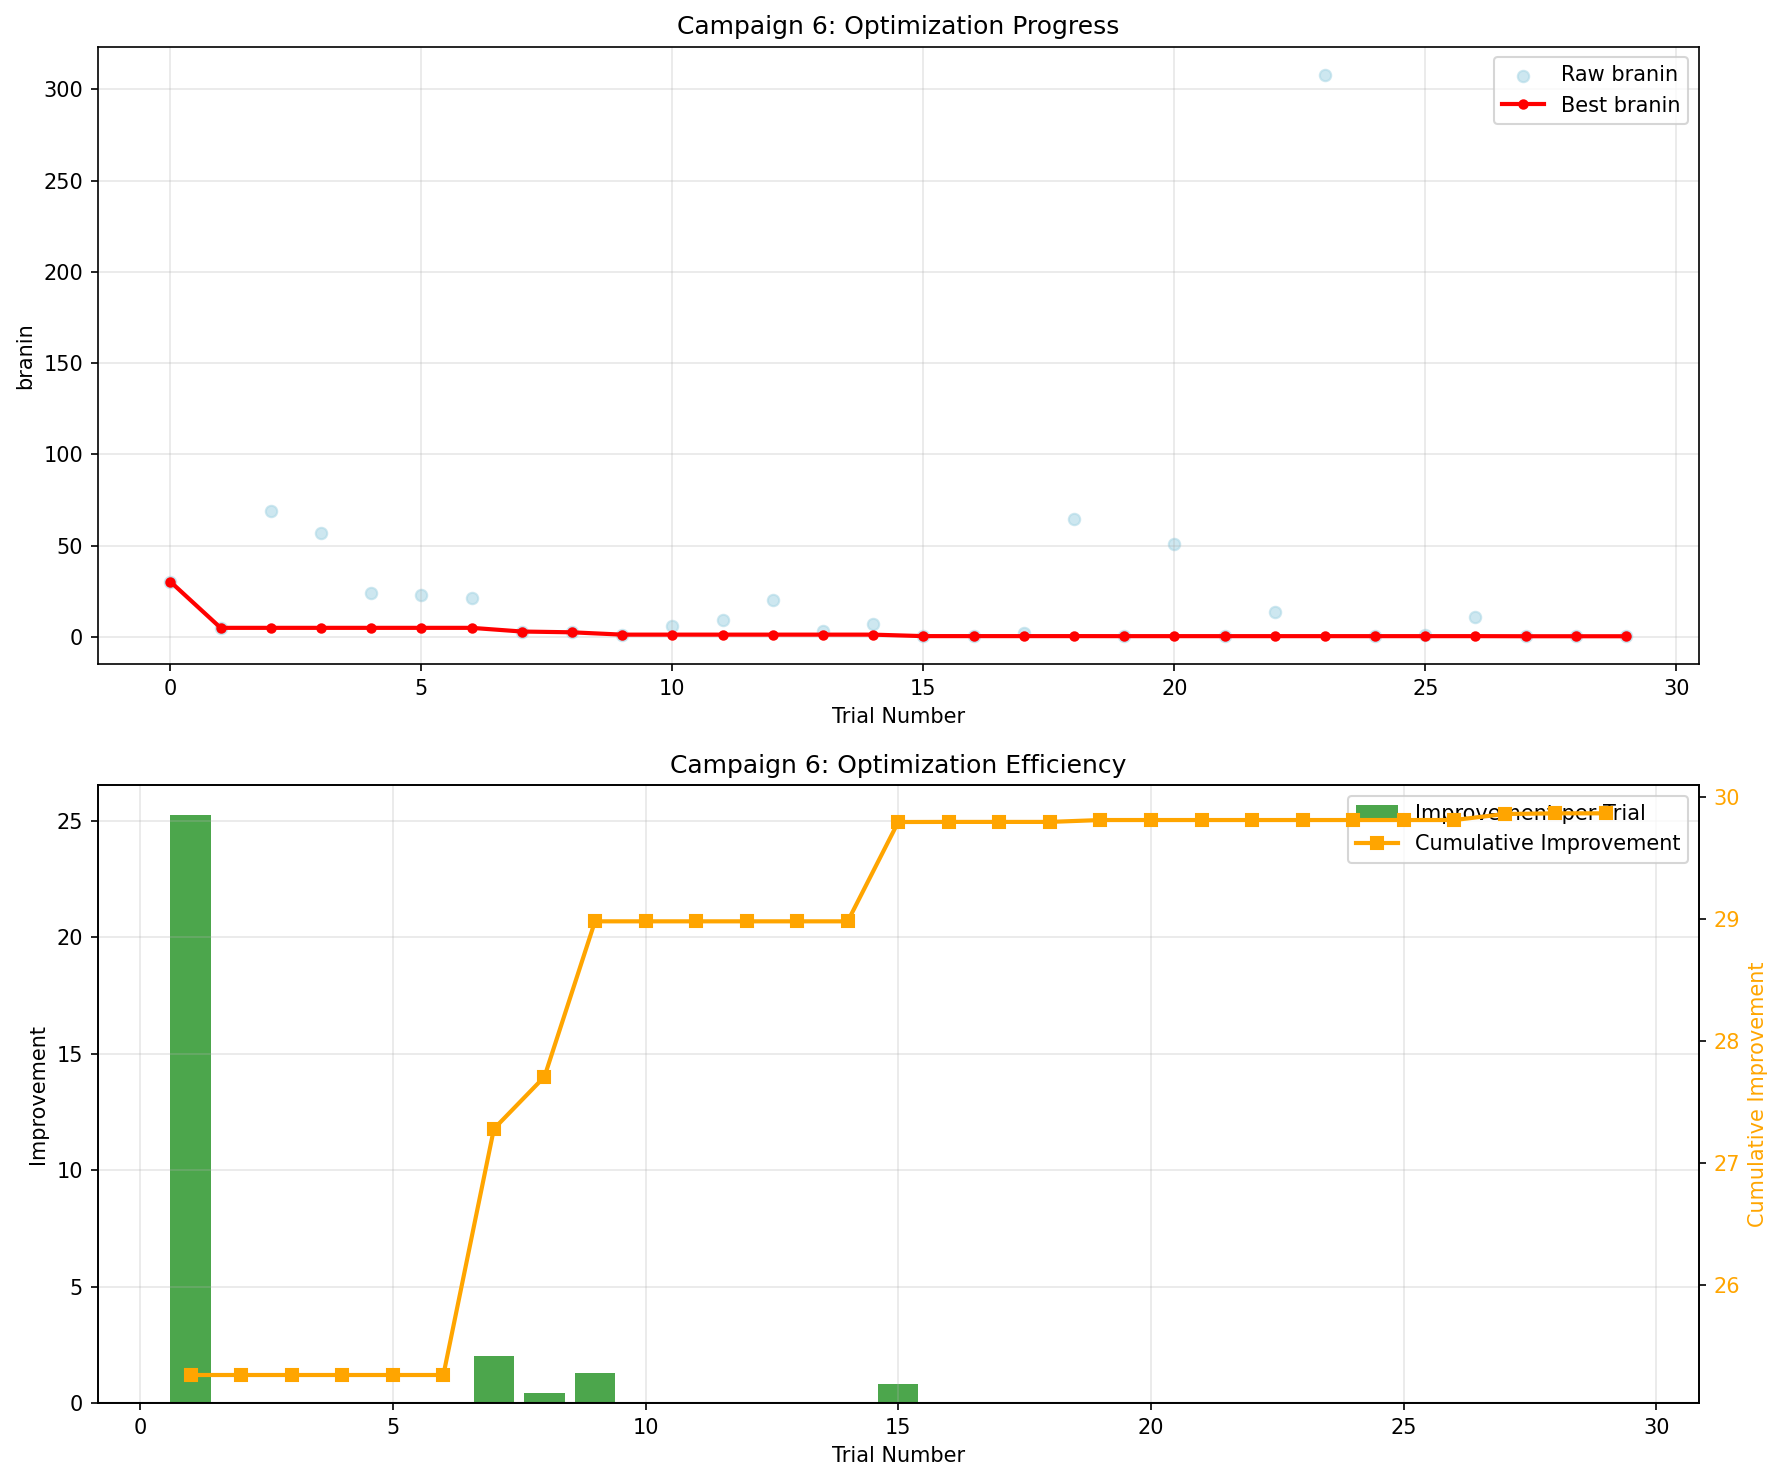 Campaign 6: Optimization Progress
300
250
200
150
100
50
0
branin
Raw branin
Best branin
0 5 10 15 20 25 30
Trial Number
Campaign 6: Optimization Efficiency
25
20
15
10
5
0
Improvement
Improvement per Trial
Cumulative Improvement
30
29
28
27
26
Cumulative Improvement
0 5 10 15 20 25 30
Trial Number